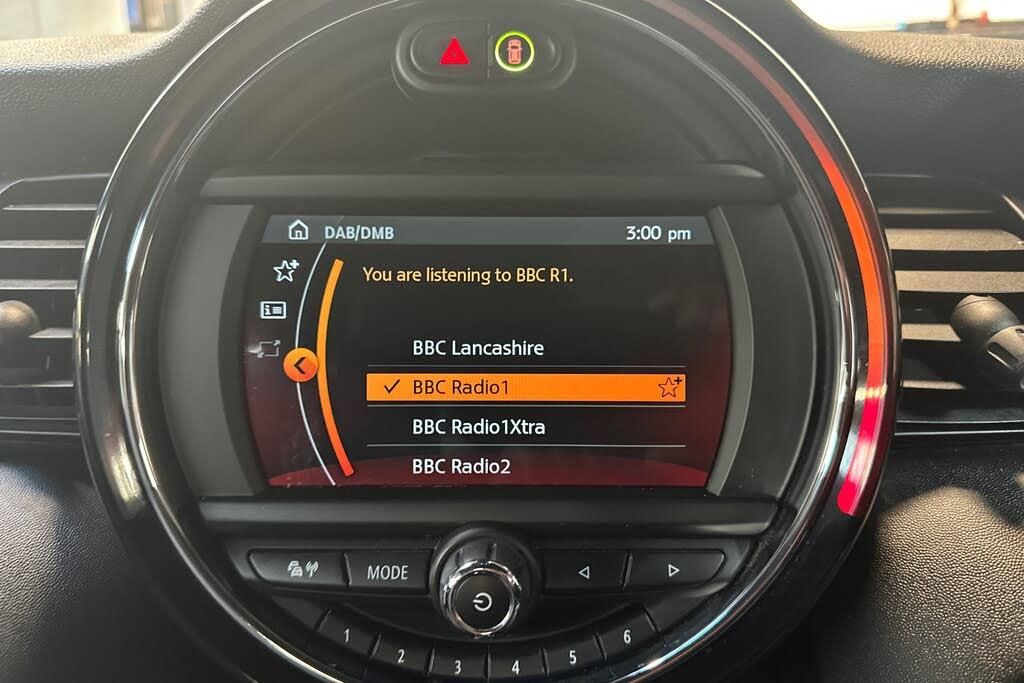 DAB/DMB 3:00 pm
You are listening to BBC R1.
BBC Lancashire
BBC Radio1
BBC Radio1Xtra
BBC Radio2
MODE
1 2 3 4 5 6